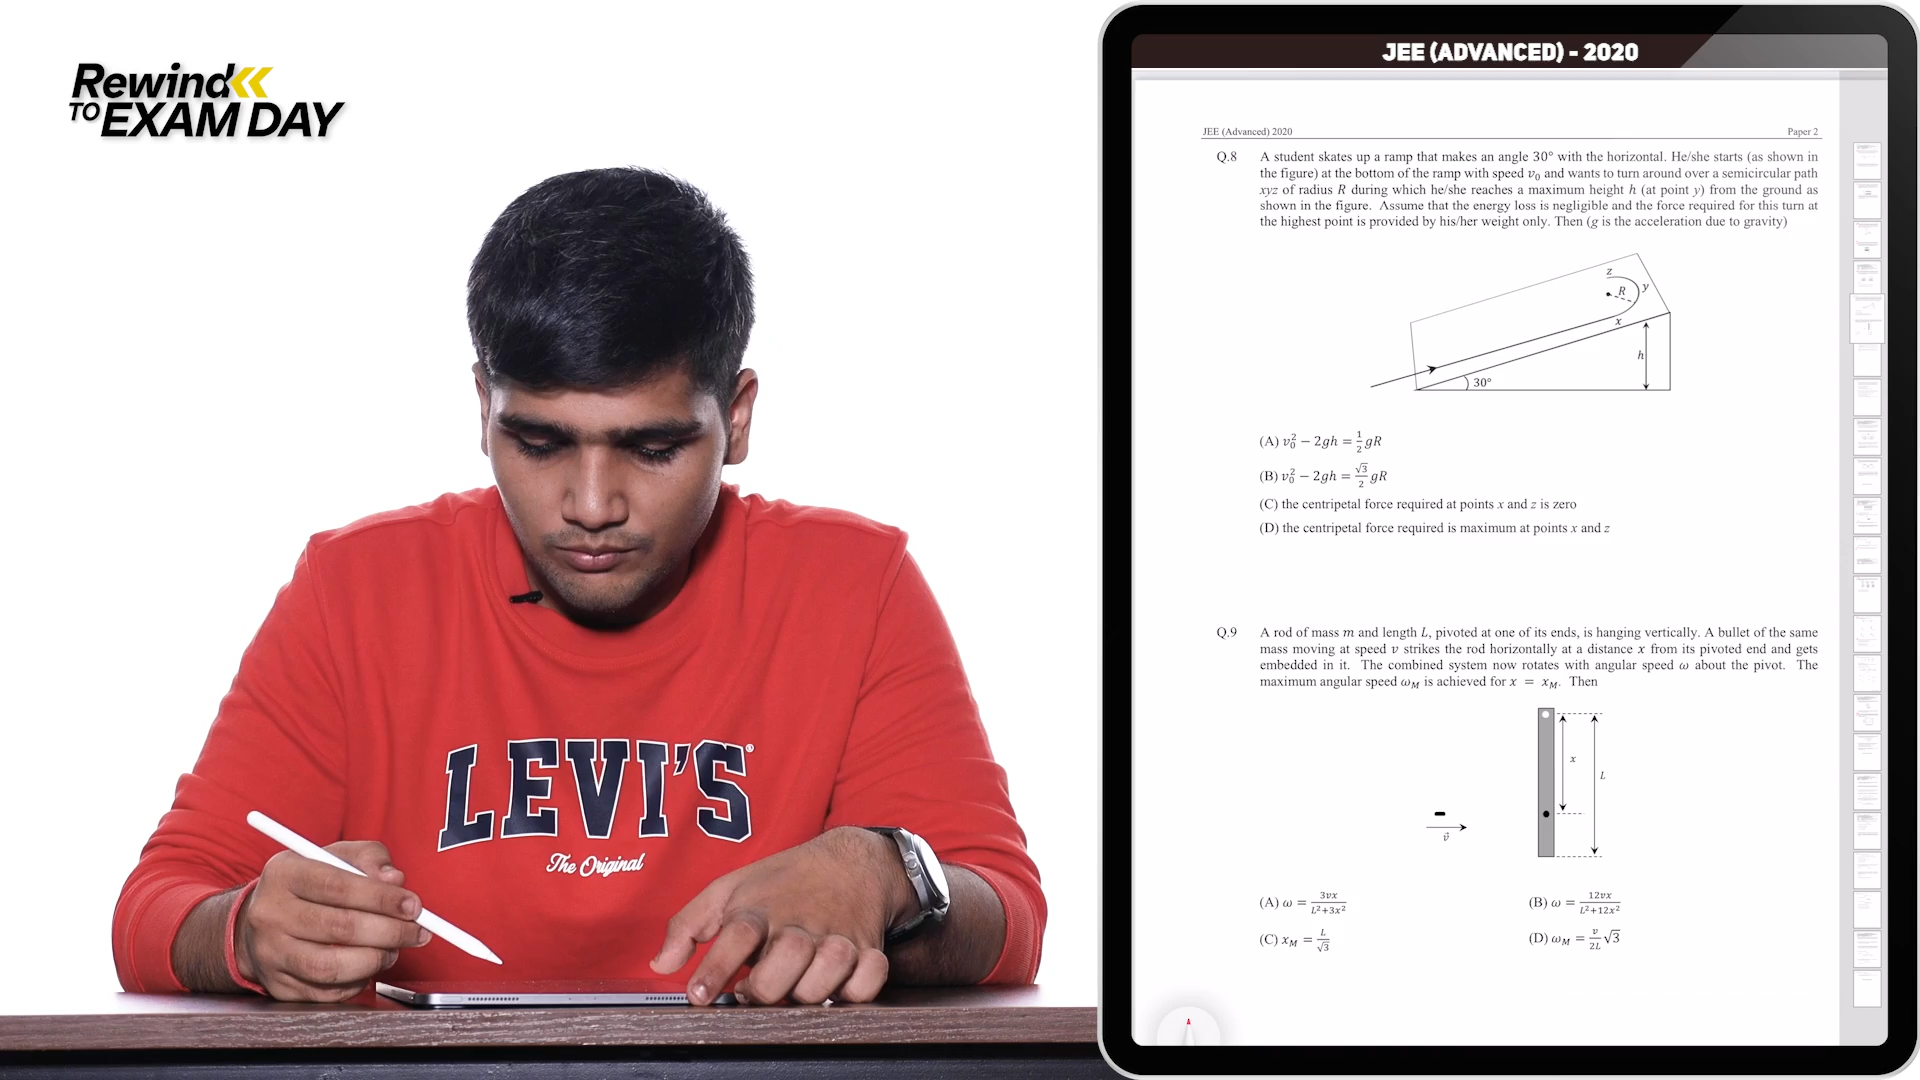 Rewind
TO EXAM DAY
LEVI'S®
The Original
JEE (ADVANCED) - 2020
JEE (Advanced) 2020 Paper 2
Q.8 A student skates up a ramp that makes an angle 30° with the horizontal. He/she starts (as shown in
the figure) at the bottom of the ramp with speed v₀ and wants to turn around over a semicircular path
xyz of radius R during which he/she reaches a maximum height h (at point y) from the ground as
shown in the figure. Assume that the energy loss is negligible and the force required for this turn at
the highest point is provided by his/her weight only. Then (g is the acceleration due to gravity)
z
R y
x
h
30°
(A) v₀² − 2gh = 1/2 gR
(B) v₀² − 2gh = √3/2 gR
(C) the centripetal force required at points x and z is zero
(D) the centripetal force required is maximum at points x and z
Q.9 A rod of mass m and length L, pivoted at one of its ends, is hanging vertically. A bullet of the same
mass moving at speed v strikes the rod horizontally at a distance x from its pivoted end and gets
embedded in it. The combined system now rotates with angular speed ω about the pivot. The
maximum angular speed ω_M is achieved for x = x_M. Then
x
L
v⃗
(A) ω = 3vx/(L²+3x²) (B) ω = 12vx/(L²+12x²)
(C) x_M = L/√3 (D) ω_M = v/2L √3